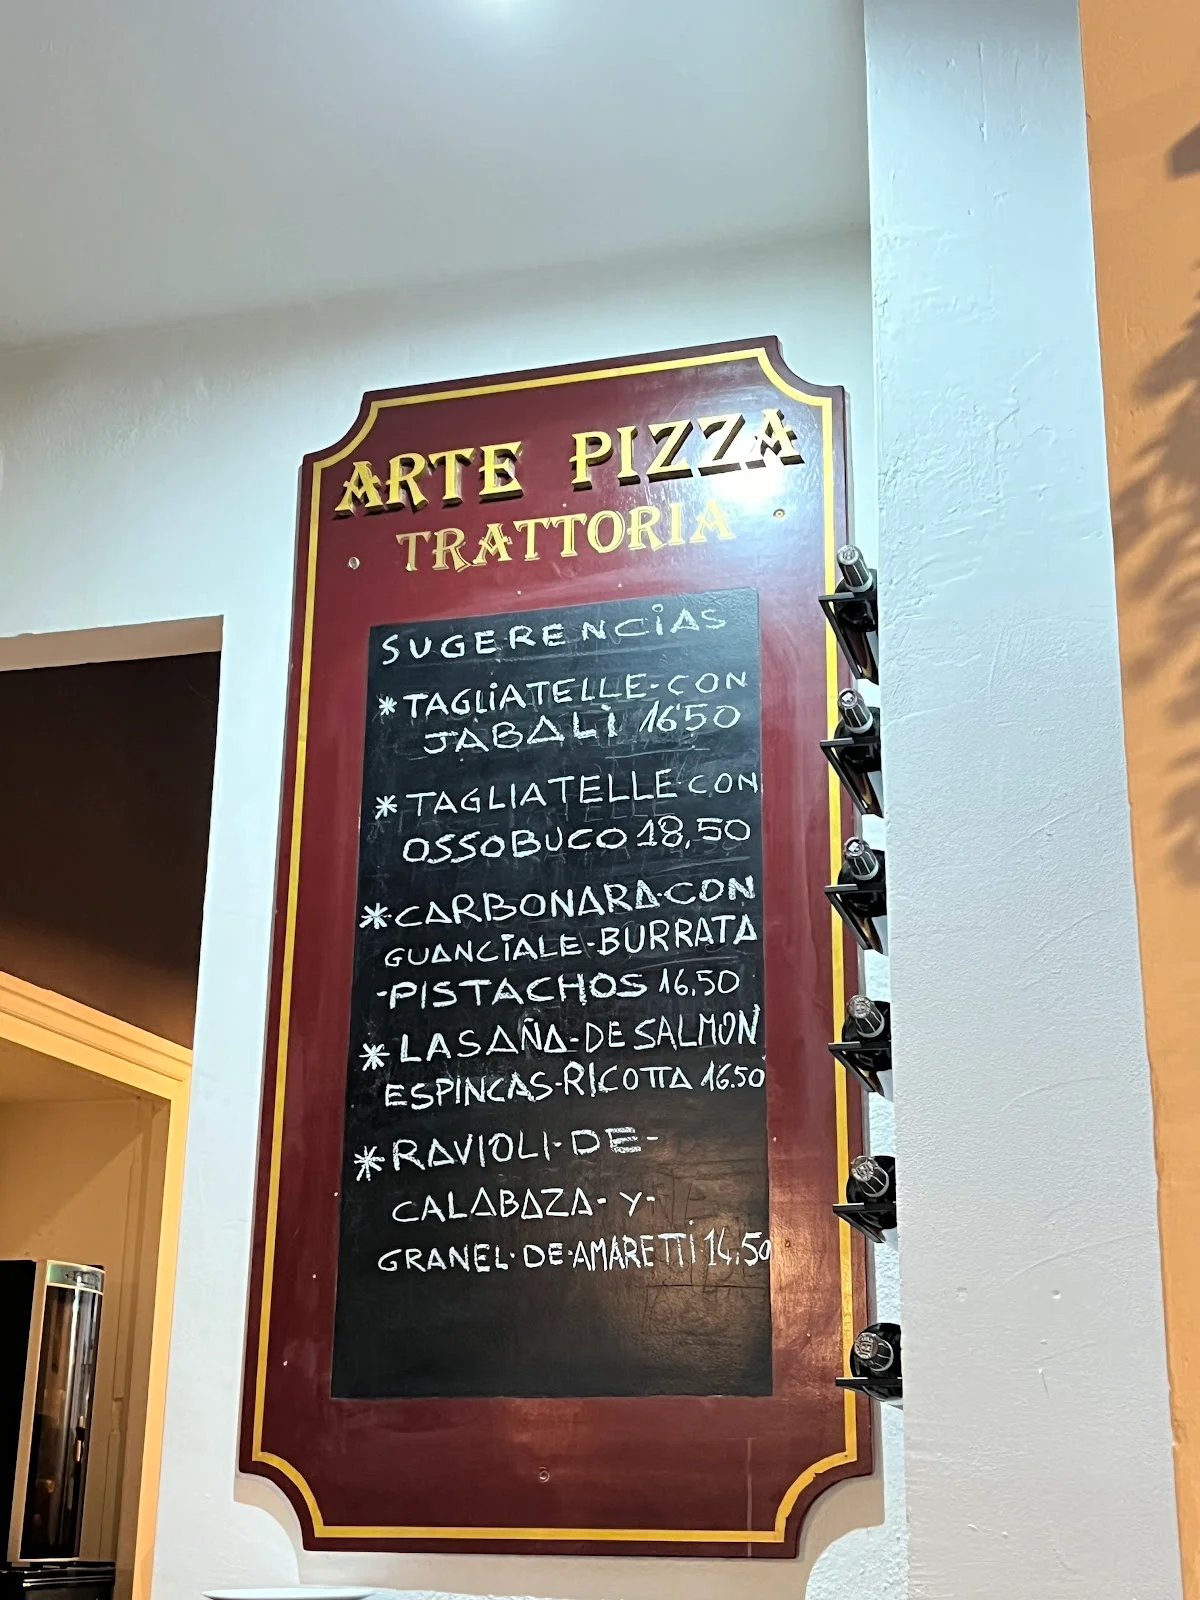 ARTE PIZZA
TRATTORIA
SUGERENCIAS
* TAGLIATELLE-CON
JABALÌ 16'50
* TAGLIATELLE-CON
OSSOBUCO 18,50
* CARBONARA-CON
GUANCIALE-BURRATA
-PISTACHOS 16.50
* LASAÑA-DE SALMON
ESPINCAS-RICOTTA 16.50
* RAVIOLI-DE-
CALABAZA-Y-
GRANEL-DE-AMARETTI 14,50